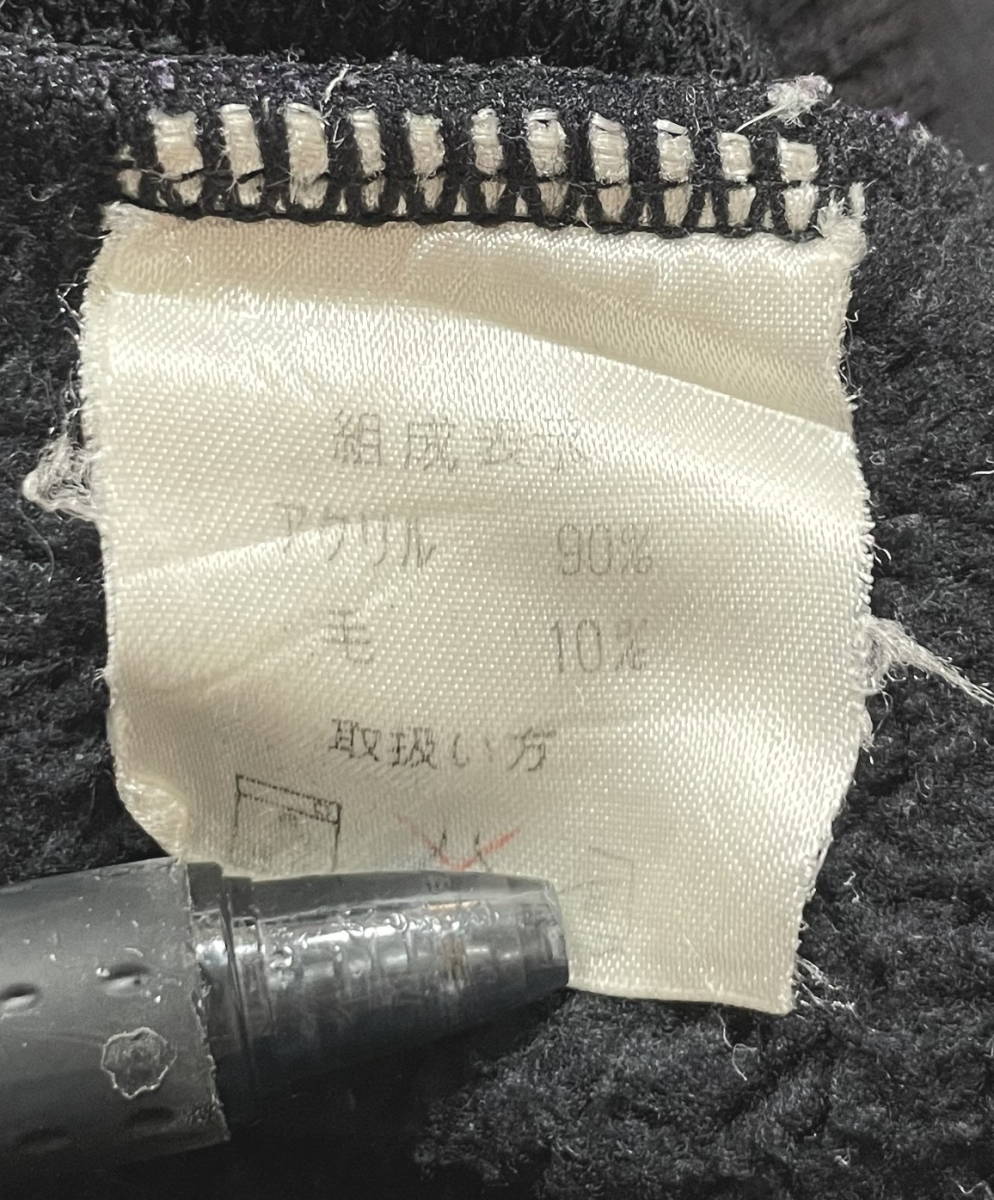 組成表示
アクリル 90%
毛 10%
取扱い方